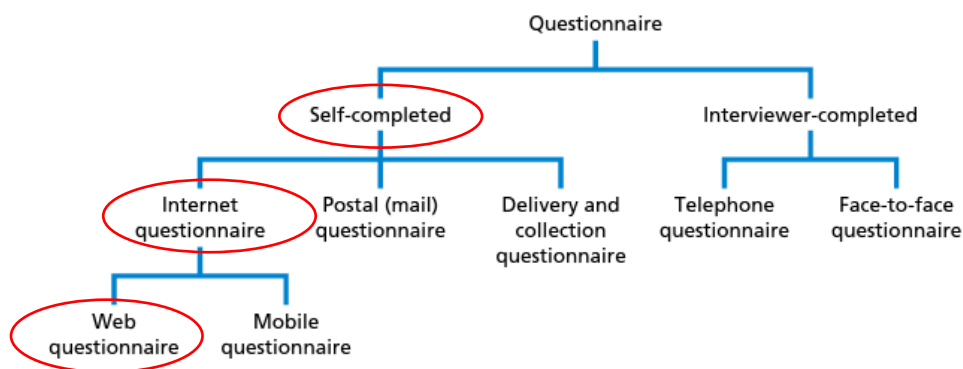 Questionnaire
Self-completed
Interviewer-completed
Internet
questionnaire
Postal (mail)
questionnaire
Delivery and
collection
questionnaire
Telephone
questionnaire
Face-to-face
questionnaire
Web
questionnaire
Mobile
questionnaire